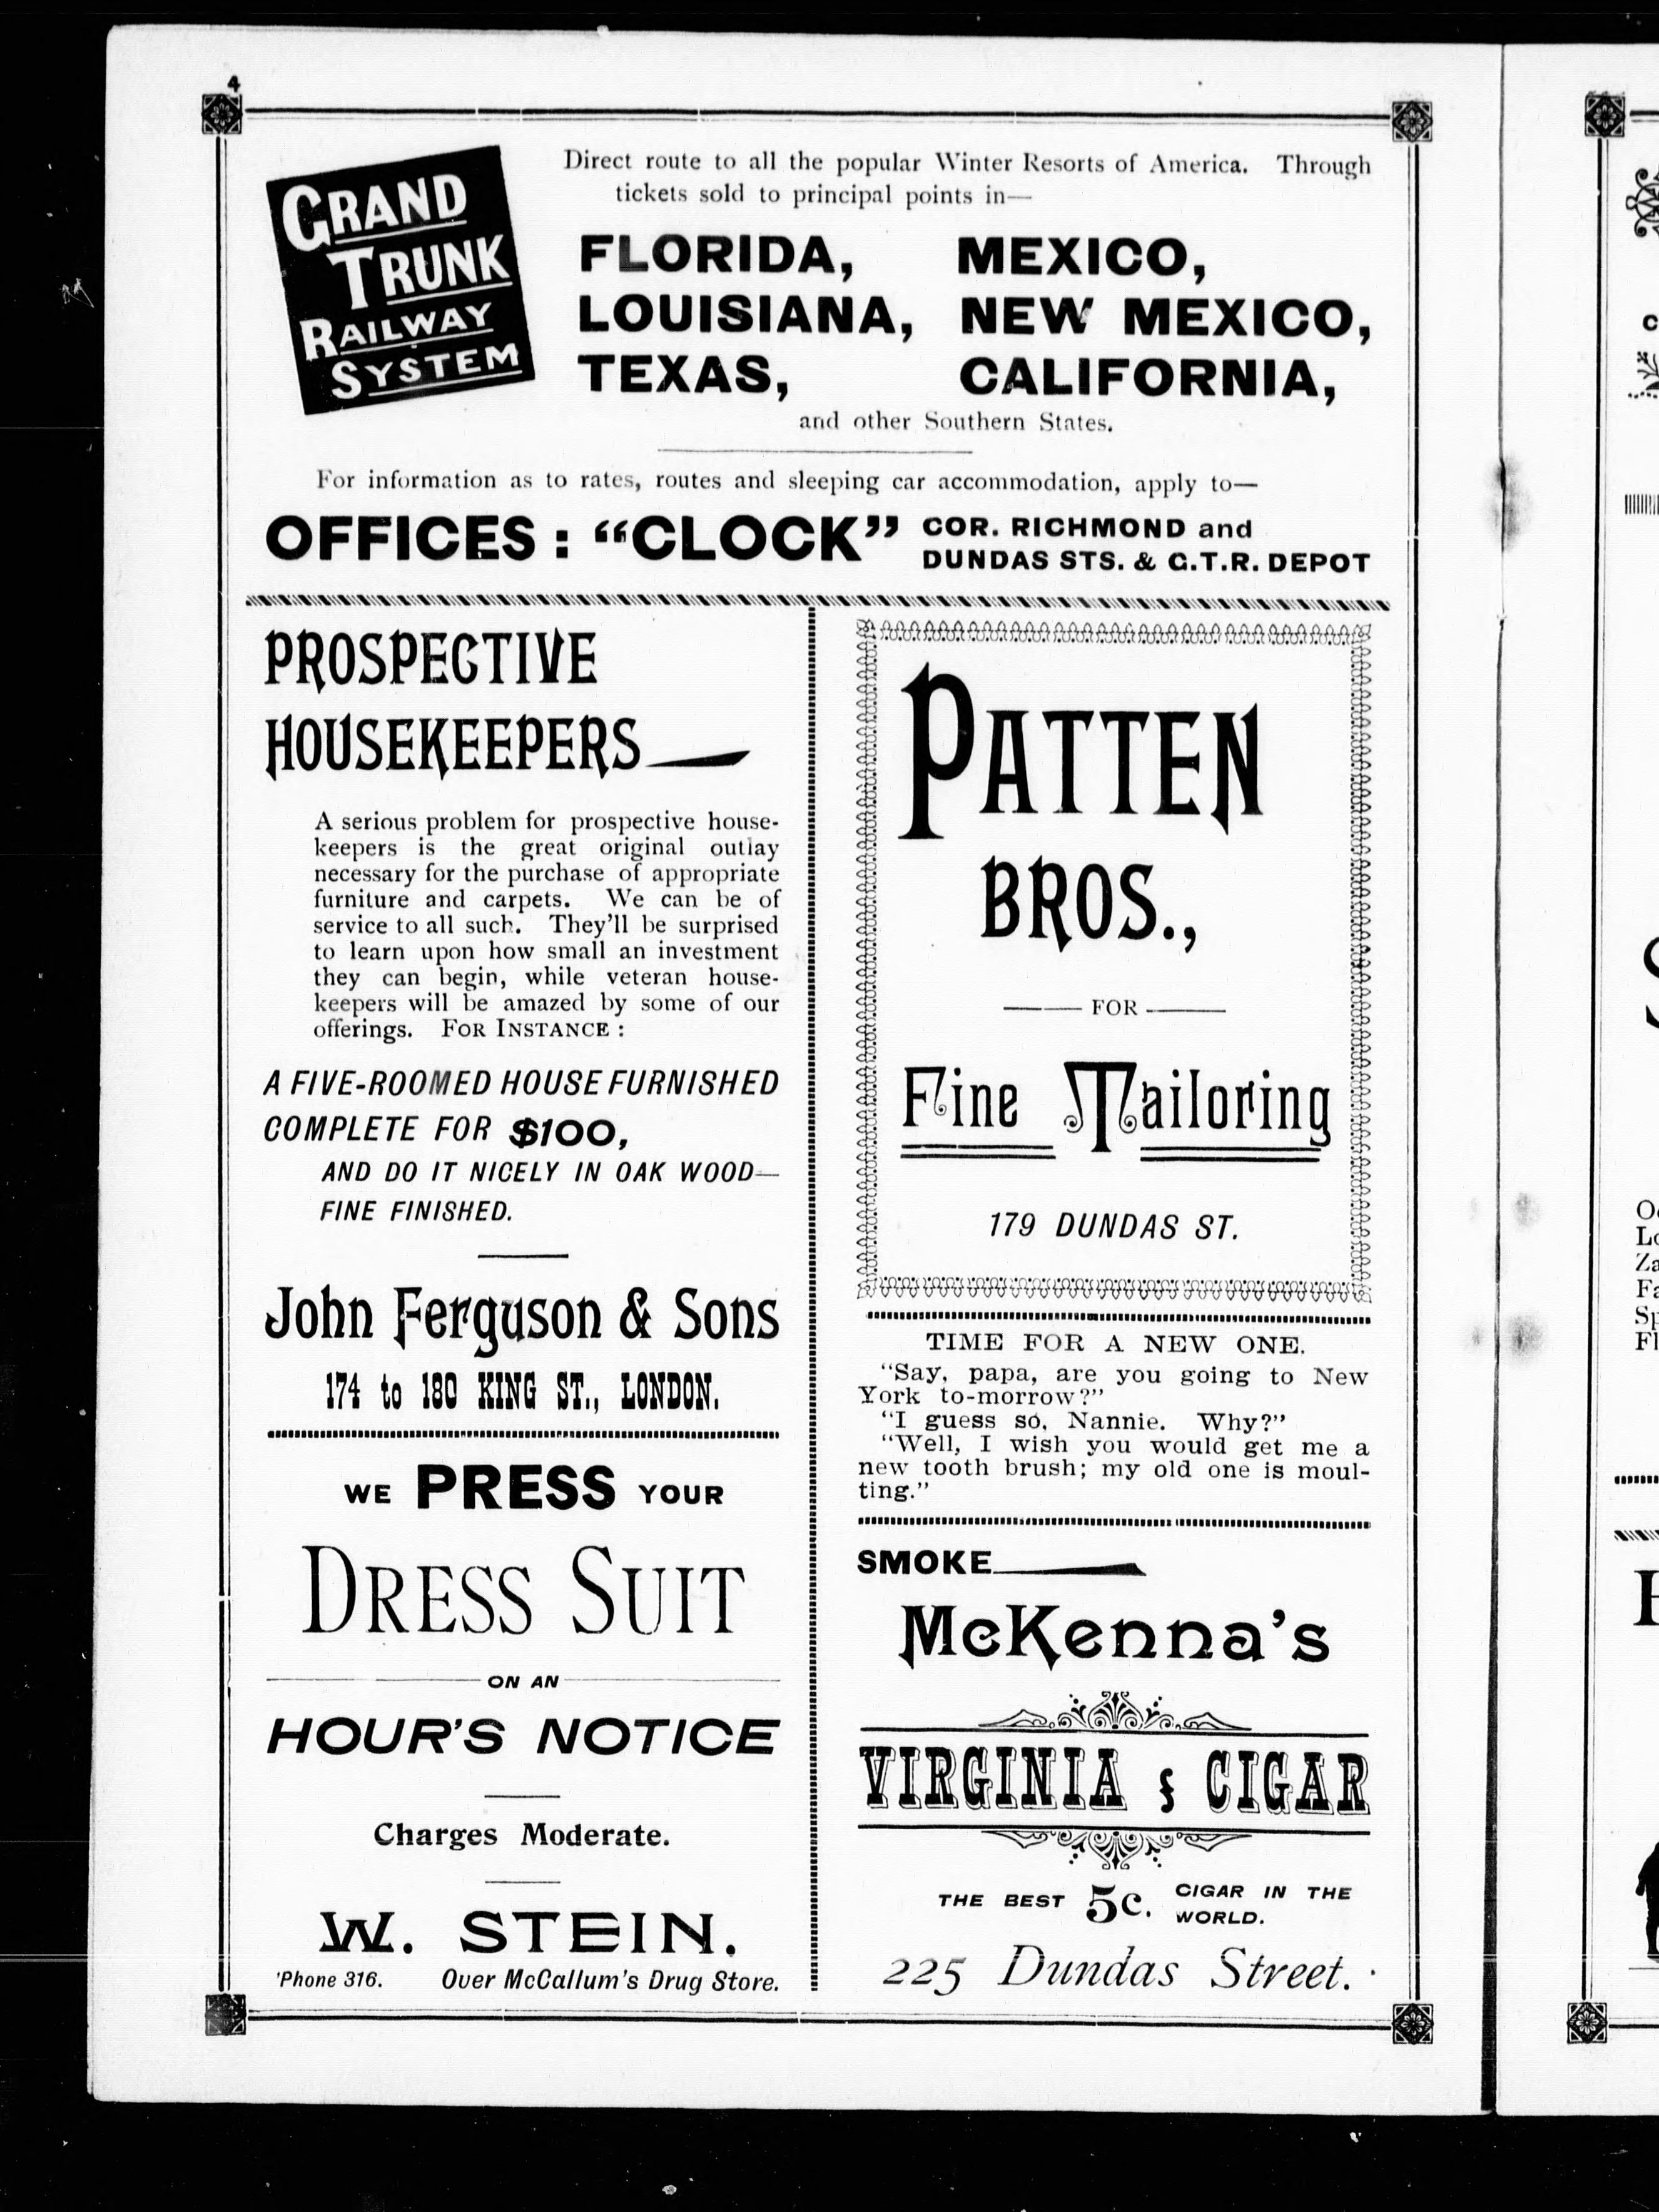 4
GRAND
TRUNK
RAILWAY
SYSTEM
Direct route to all the popular Winter Resorts of America. Through
tickets sold to principal points in—
FLORIDA, MEXICO,
LOUISIANA, NEW MEXICO,
TEXAS, CALIFORNIA,
and other Southern States.
For information as to rates, routes and sleeping car accommodation, apply to—
OFFICES : “CLOCK” COR. RICHMOND and
DUNDAS STS. & G.T.R. DEPOT
PROSPECTIVE
HOUSEKEEPERS
A serious problem for prospective house-
keepers is the great original outlay
necessary for the purchase of appropriate
furniture and carpets. We can be of
service to all such. They'll be surprised
to learn upon how small an investment
they can begin, while veteran house-
keepers will be amazed by some of our
offerings. FOR INSTANCE :
A FIVE-ROOMED HOUSE FURNISHED
COMPLETE FOR $100,
AND DO IT NICELY IN OAK WOOD—
FINE FINISHED.
John Ferguson & Sons
174 to 180 KING ST., LONDON.
WE PRESS YOUR
DRESS SUIT
ON AN
HOUR'S NOTICE
Charges Moderate.
W. STEIN.
'Phone 316. Over McCallum's Drug Store.
PATTEN
BROS.,
FOR
Fine Tailoring
179 DUNDAS ST.
TIME FOR A NEW ONE.
“Say, papa, are you going to New
York to-morrow?”
“I guess so, Nannie. Why?”
“Well, I wish you would get me a
new tooth brush; my old one is moul-
ting.”
SMOKE
McKenna's
VIRGINIA CIGAR
THE BEST 5c. CIGAR IN THE
WORLD.
225 Dundas Street.